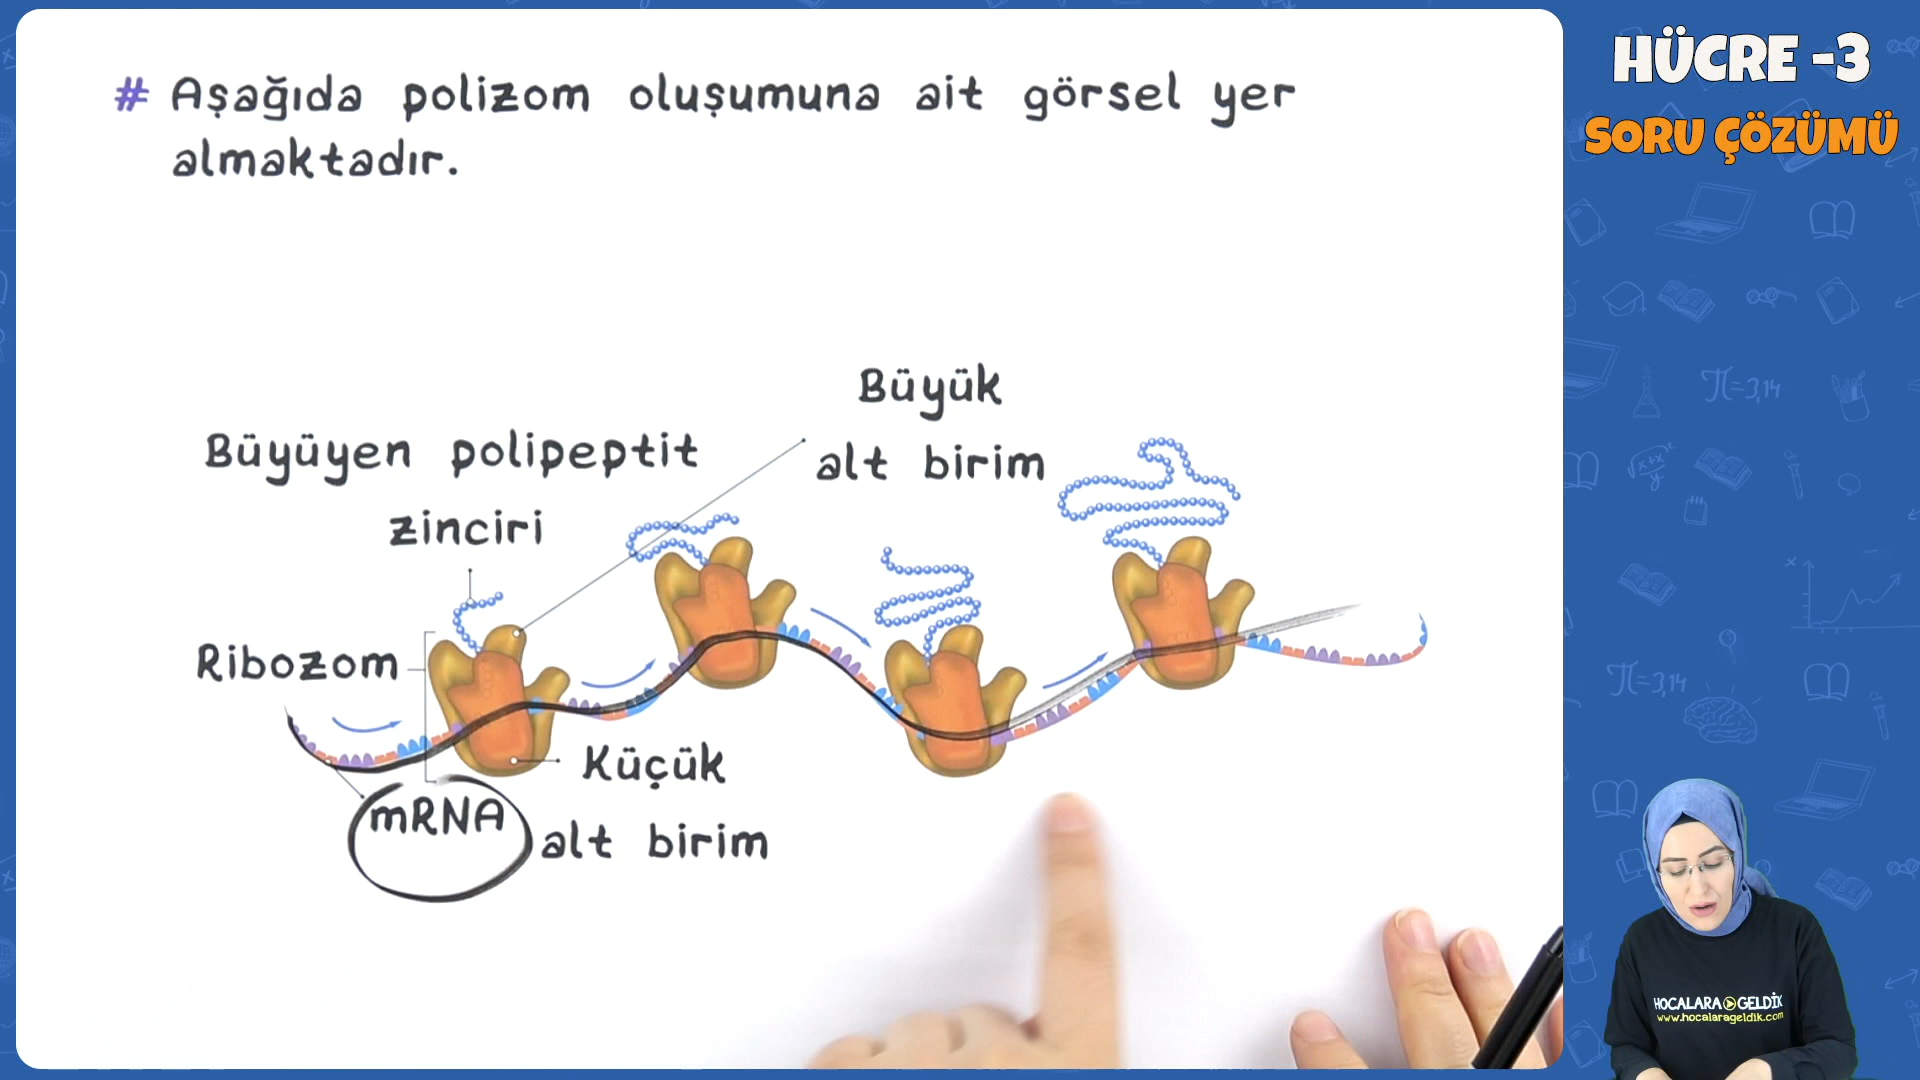 # Aşağıda polizom oluşumuna ait görsel yer
almaktadır.
Büyük
alt birim
Büyüyen polipeptit
zinciri
Ribozom
Küçük
alt birim
mRNA
HÜCRE -3
SORU ÇÖZÜMÜ
π=3,14
π=3,14
HOCALARA GELDİK
www.hocalarageldik.com